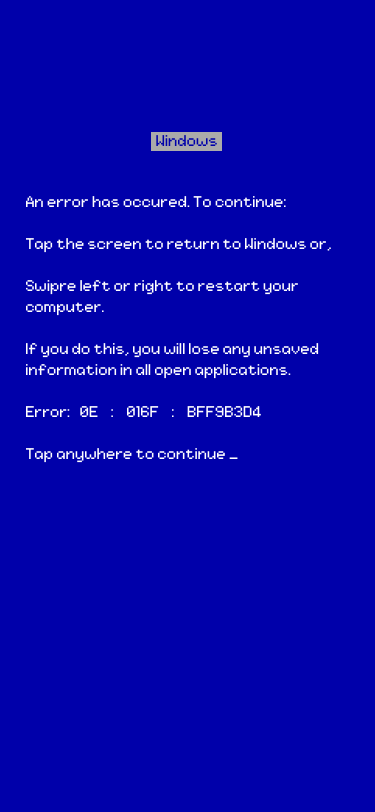 Windows
An error has occured. To continue:
Tap the screen to return to Windows or,
Swipre left or right to restart your
computer.
If you do this, you will lose any unsaved
information in all open applications.
Error: 0E : 016F : BFF9B3D4
Tap anywhere to continue _